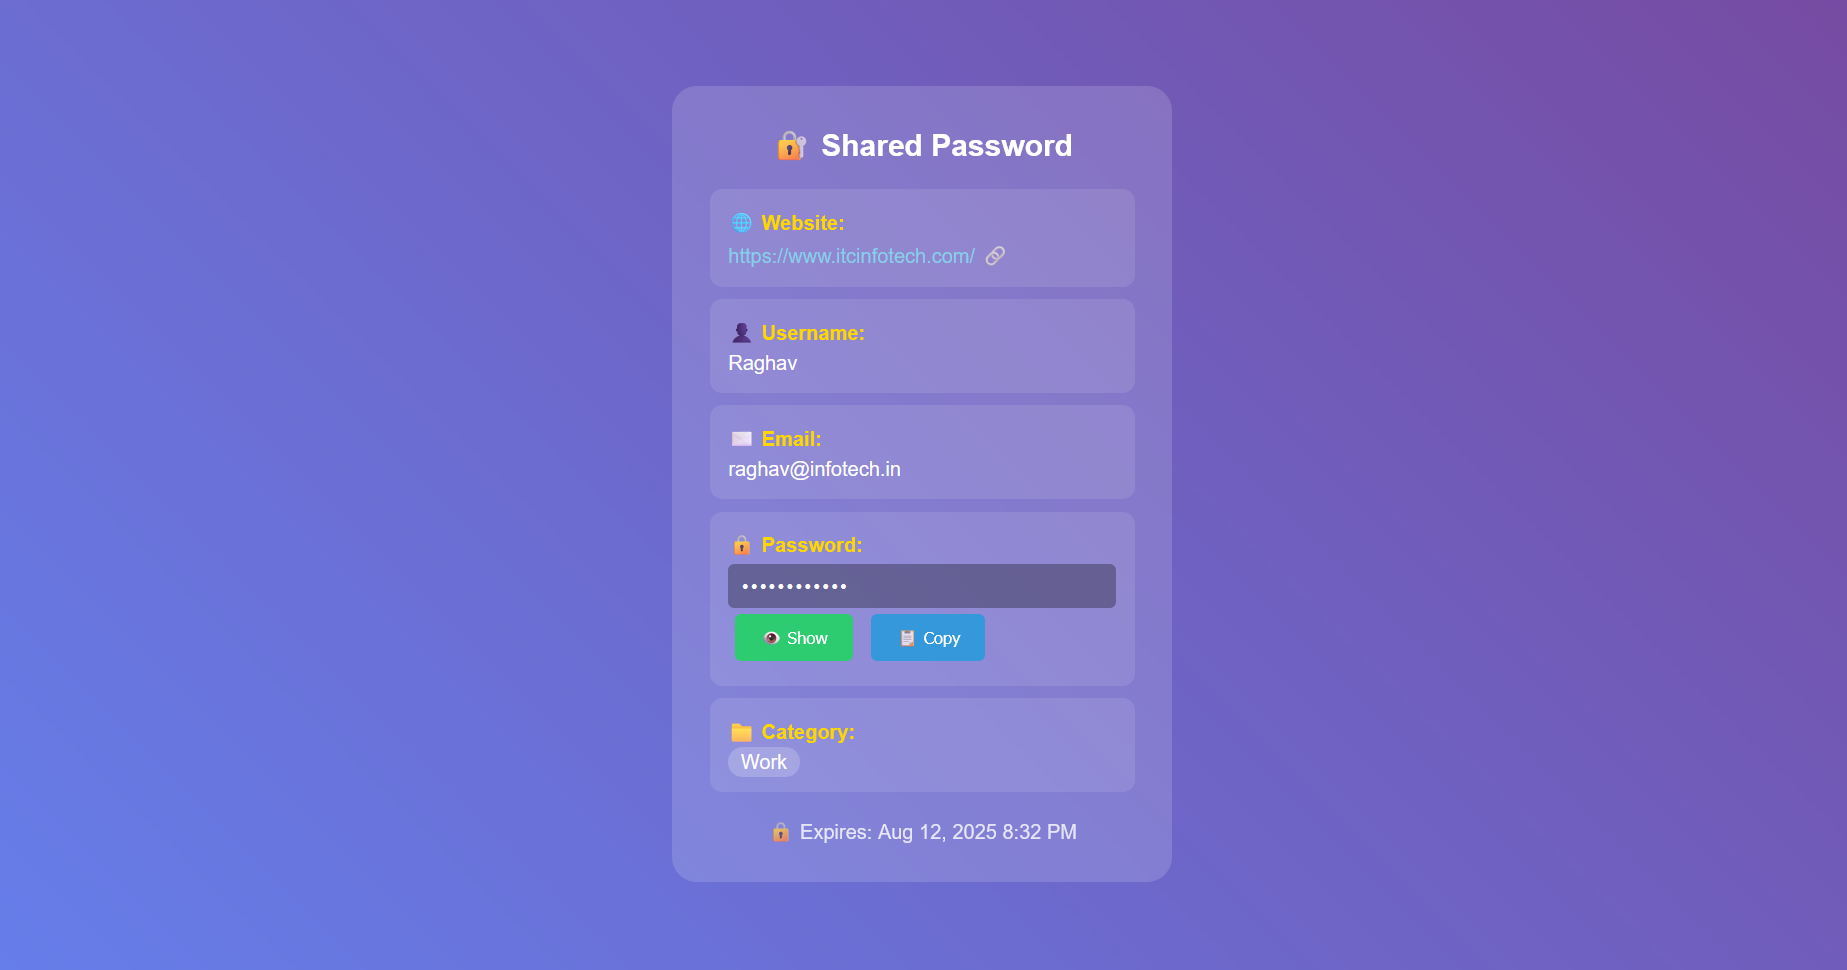 Shared Password
Website:
https://www.itcinfotech.com/
Username:
Raghav
Email:
raghav@infotech.in
Password:
••••••••••••
Show
Copy
Category:
Work
Expires: Aug 12, 2025 8:32 PM